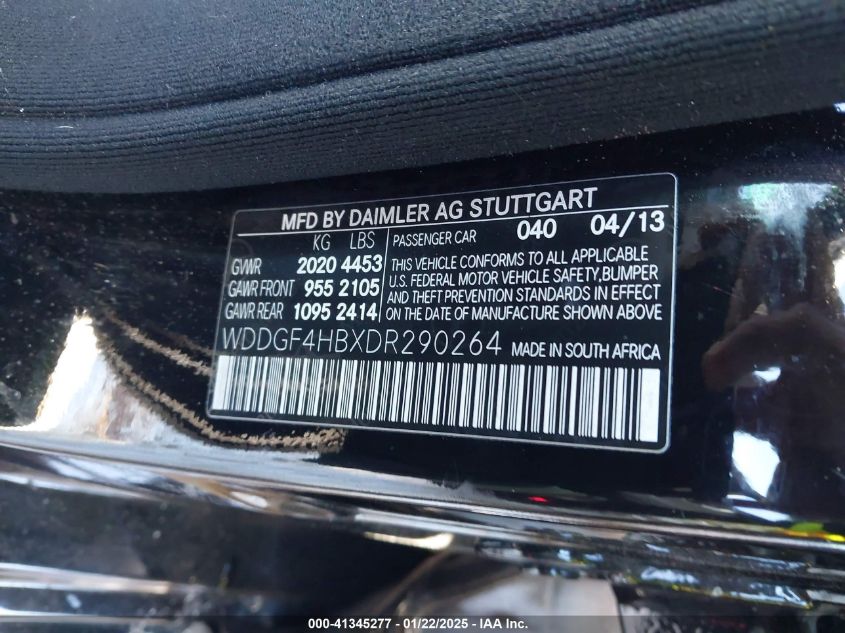 MFD BY DAIMLER AG STUTTGART
KG LBS
GVWR 2020 4453
GAWR FRONT 955 2105
GAWR REAR 1095 2414
PASSENGER CAR 040 04/13
THIS VEHICLE CONFORMS TO ALL APPLICABLE
U.S. FEDERAL MOTOR VEHICLE SAFETY, BUMPER
AND THEFT PREVENTION STANDARDS IN EFFECT
ON THE DATE OF MANUFACTURE SHOWN ABOVE
WDDGF4HBXDR290264 MADE IN SOUTH AFRICA
000-41345277 - 01/22/2025 - IAA Inc.